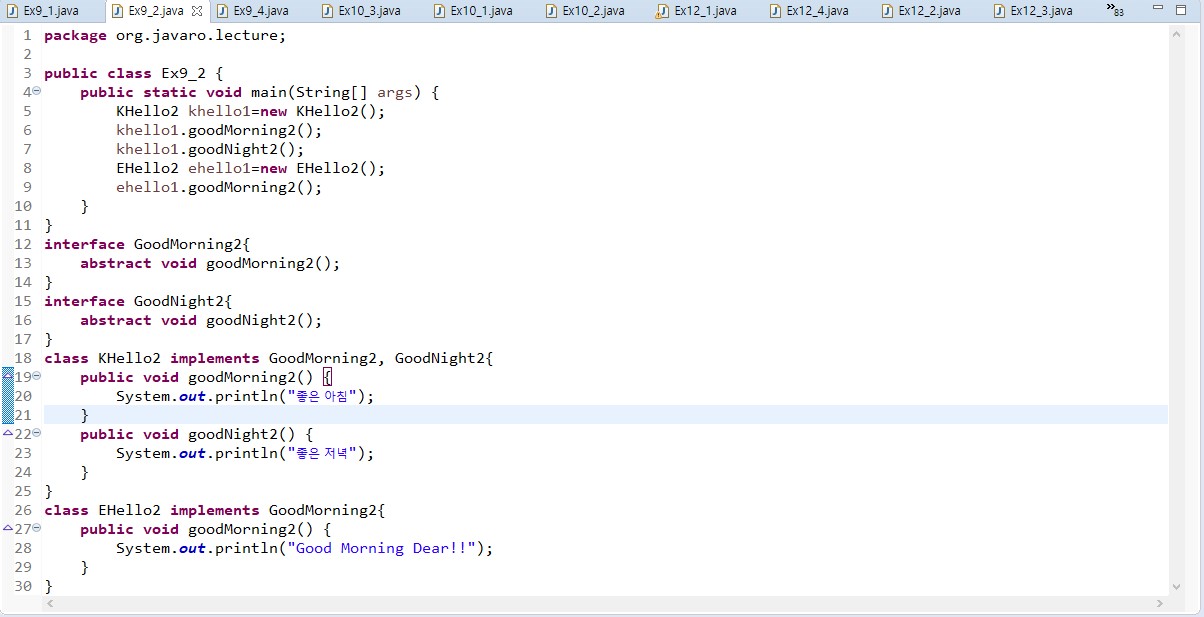 Ex9_1.java Ex9_2.java Ex9_4.java Ex10_3.java Ex10_1.java Ex10_2.java Ex12_1.java Ex12_4.java Ex12_2.java Ex12_3.java »83
1 package org.javaro.lecture;
2
3 public class Ex9_2 {
4 public static void main(String[] args) {
5 KHello2 khello1=new KHello2();
6 khello1.goodMorning2();
7 khello1.goodNight2();
8 EHello2 ehello1=new EHello2();
9 ehello1.goodMorning2();
10 }
11 }
12 interface GoodMorning2{
13 abstract void goodMorning2();
14 }
15 interface GoodNight2{
16 abstract void goodNight2();
17 }
18 class KHello2 implements GoodMorning2, GoodNight2{
19 public void goodMorning2() {
20 System.out.println("좋은 아침");
21 }
22 public void goodNight2() {
23 System.out.println("좋은 저녁");
24 }
25 }
26 class EHello2 implements GoodMorning2{
27 public void goodMorning2() {
28 System.out.println("Good Morning Dear!!");
29 }
30 }